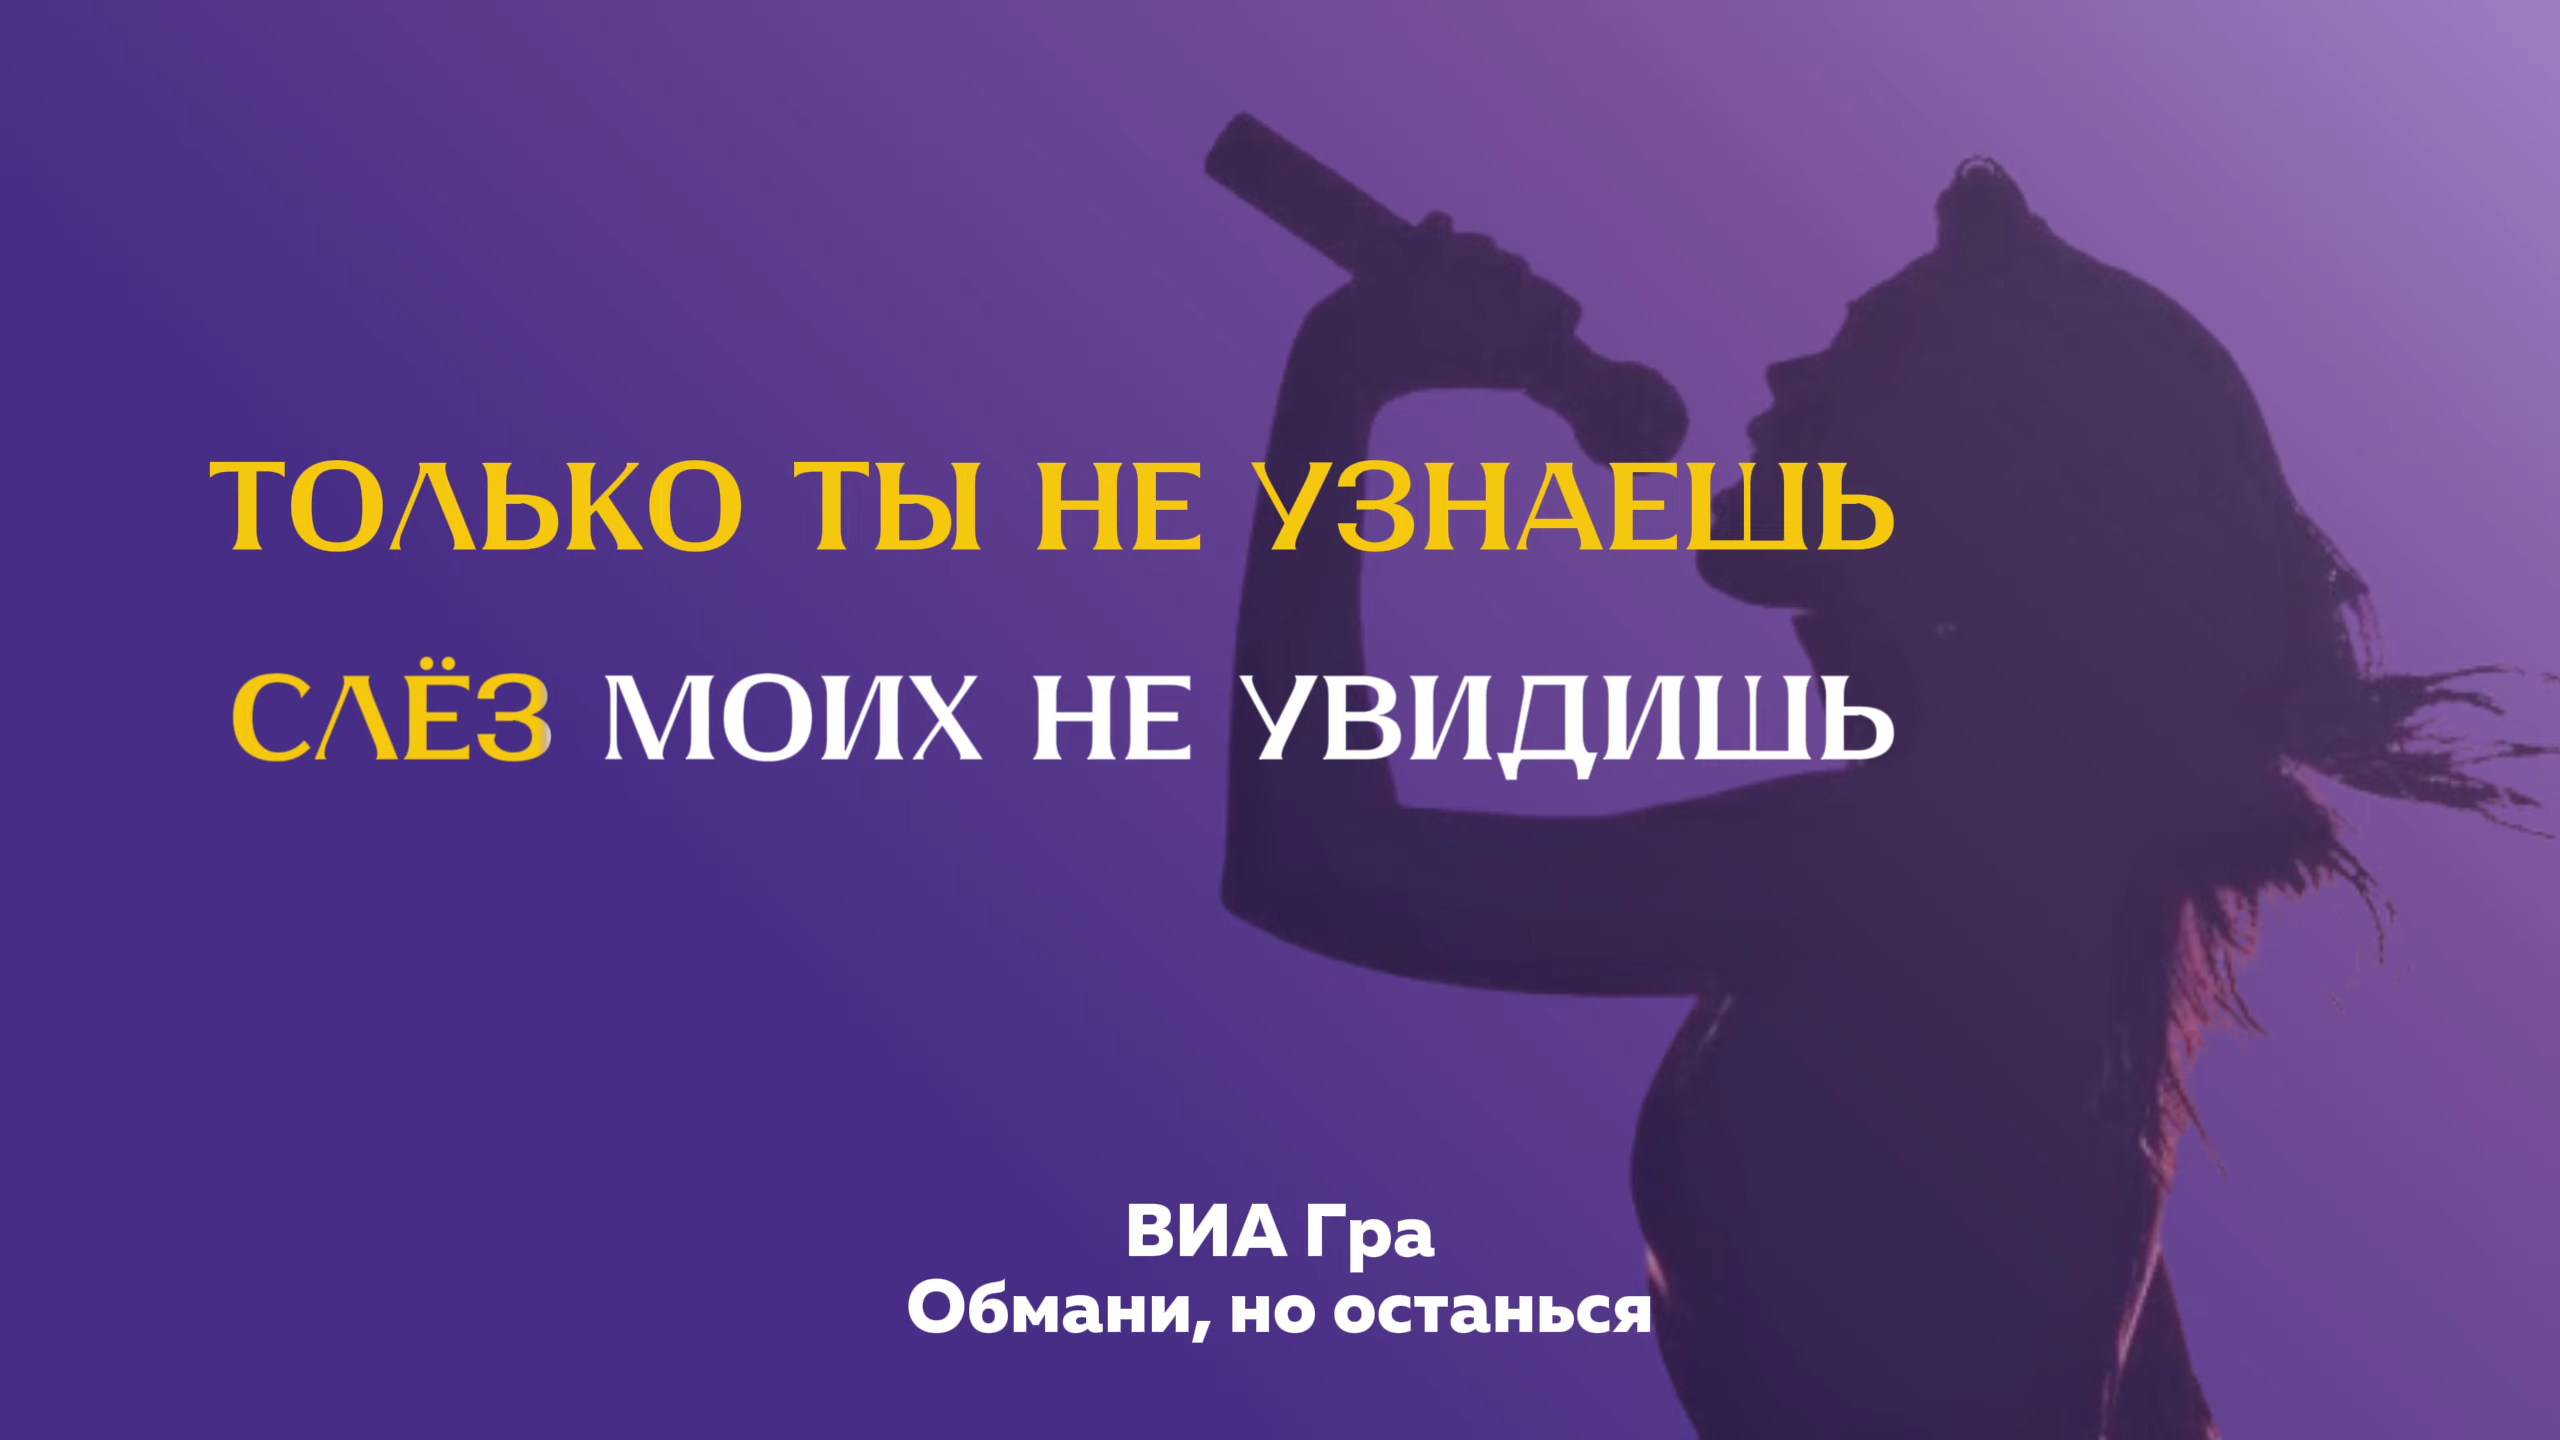 ТОЛЬКО ТЫ НЕ УЗНАЕШЬ
СЛЁЗ МОИХ НЕ УВИДИШЬ
ВИА Гра
Обмани, но останься